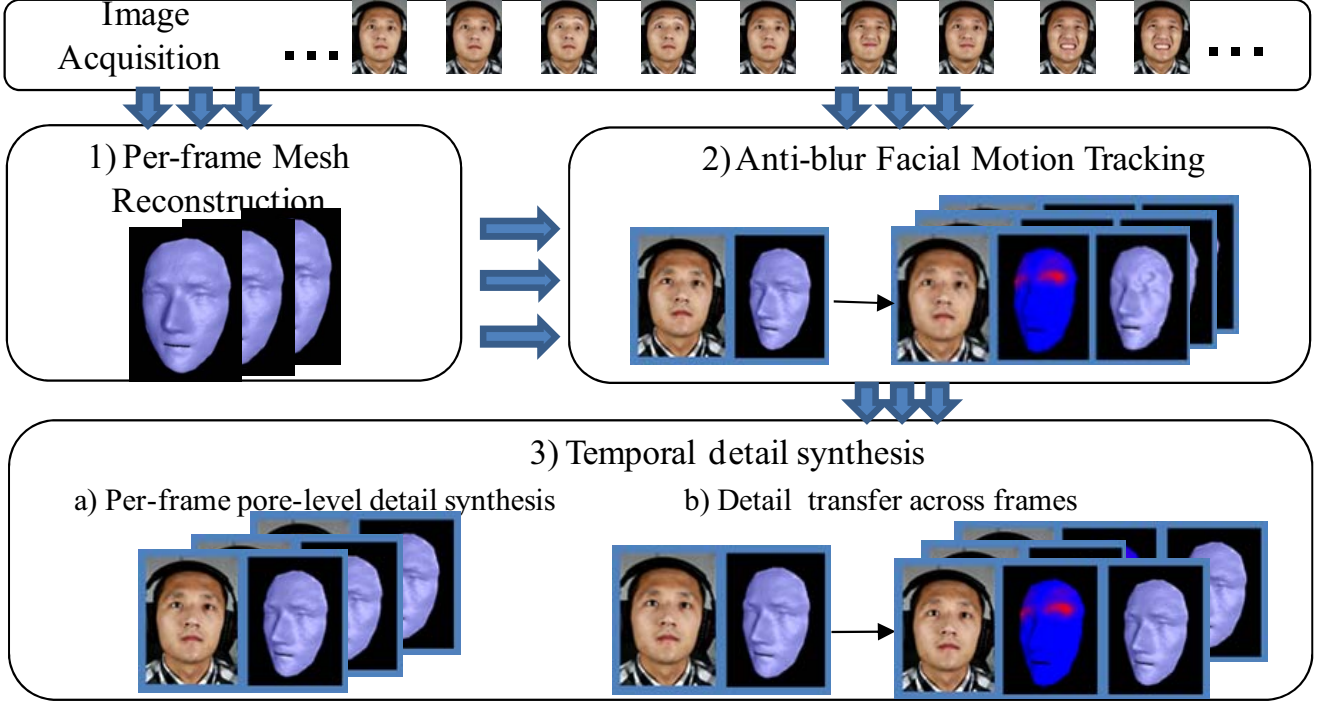 Image
Acquisition
1) Per-frame Mesh
Reconstruction
2) Anti-blur Facial Motion Tracking
3) Temporal detail synthesis
a) Per-frame pore-level detail synthesis
b) Detail transfer across frames